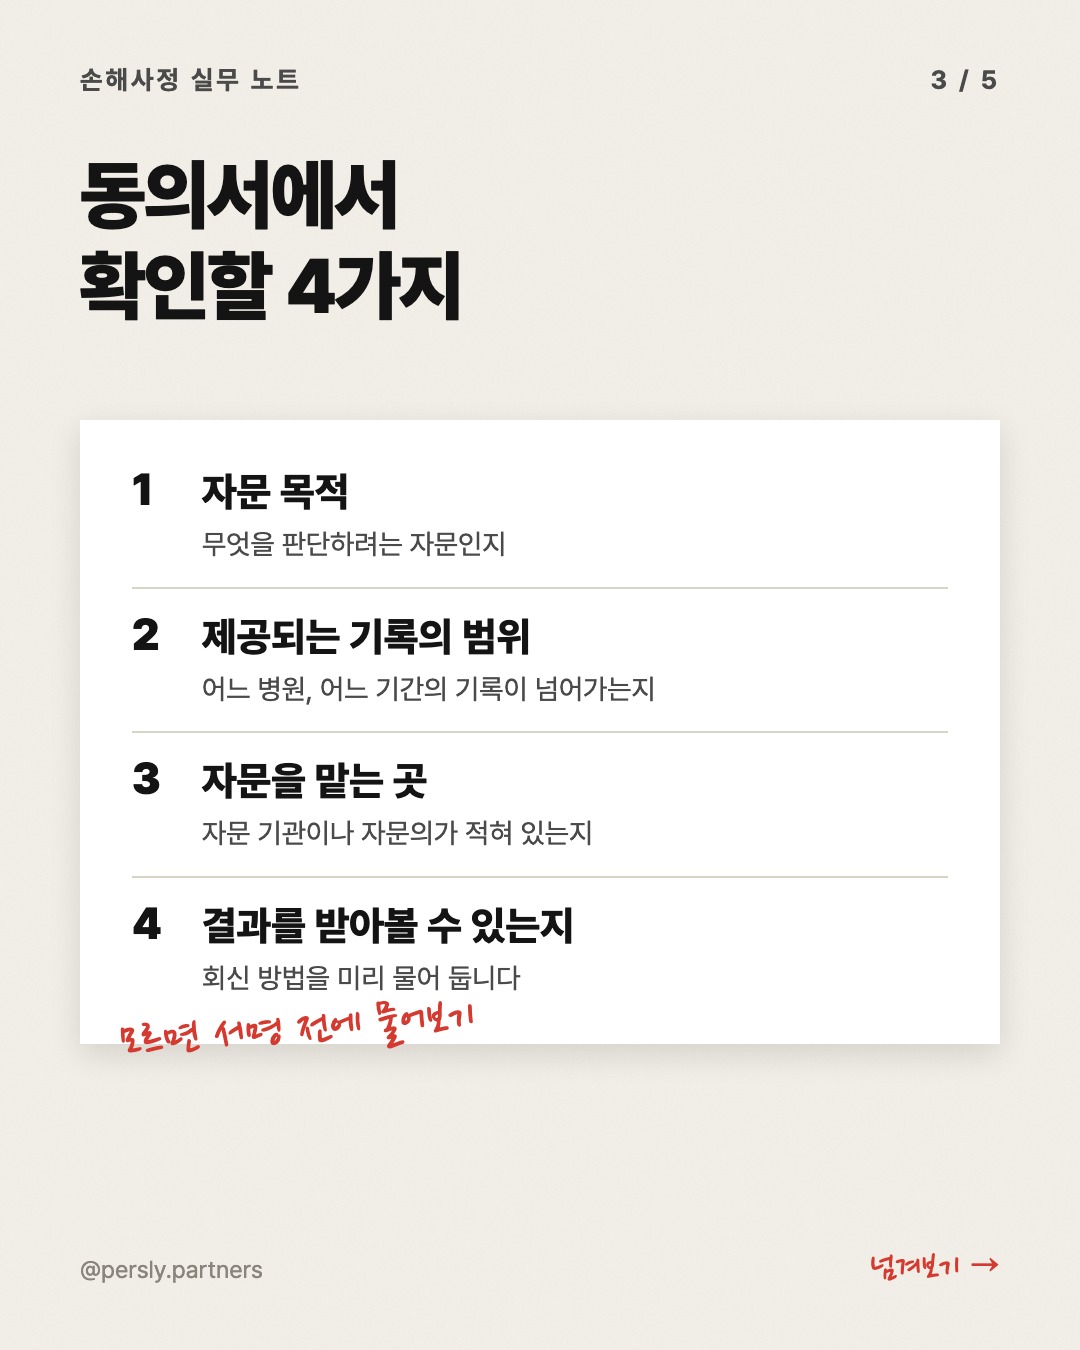 손해사정 실무 노트
3 / 5
동의서에서
확인할 4가지
1 자문 목적
무엇을 판단하려는 자문인지
2 제공되는 기록의 범위
어느 병원, 어느 기간의 기록이 넘어가는지
3 자문을 맡는 곳
자문 기관이나 자문의가 적혀 있는지
4 결과를 받아볼 수 있는지
회신 방법을 미리 물어 둡니다
모르면 서명 전에 물어보기
@persly.partners
넘겨보기 →